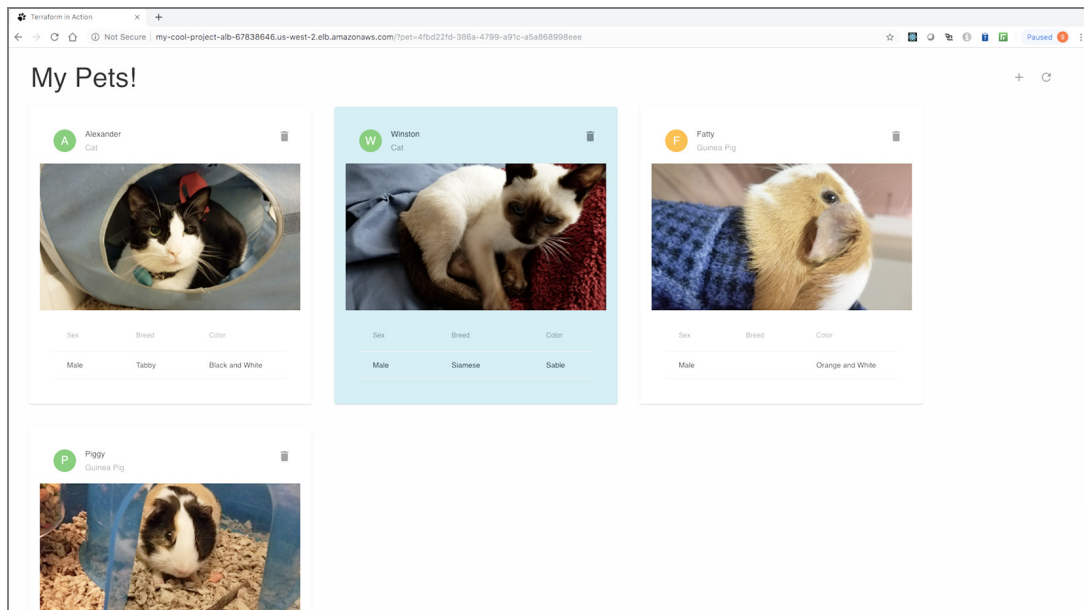 Terraform in Action
Not Secure
my-cool-project-alb-67838646.us-west-2.elb.amazonaws.com/?pet=4fbd22fd-386a-4799-a91c-a5a868998eee
Paused
S
My Pets!
A
Alexander
Cat
Sex Breed Color
Male Tabby Black and White
W
Winston
Cat
Sex Breed Color
Male Siamese Sable
F
Fatty
Guinea Pig
Sex Breed Color
Male Orange and White
P
Piggy
Guinea Pig